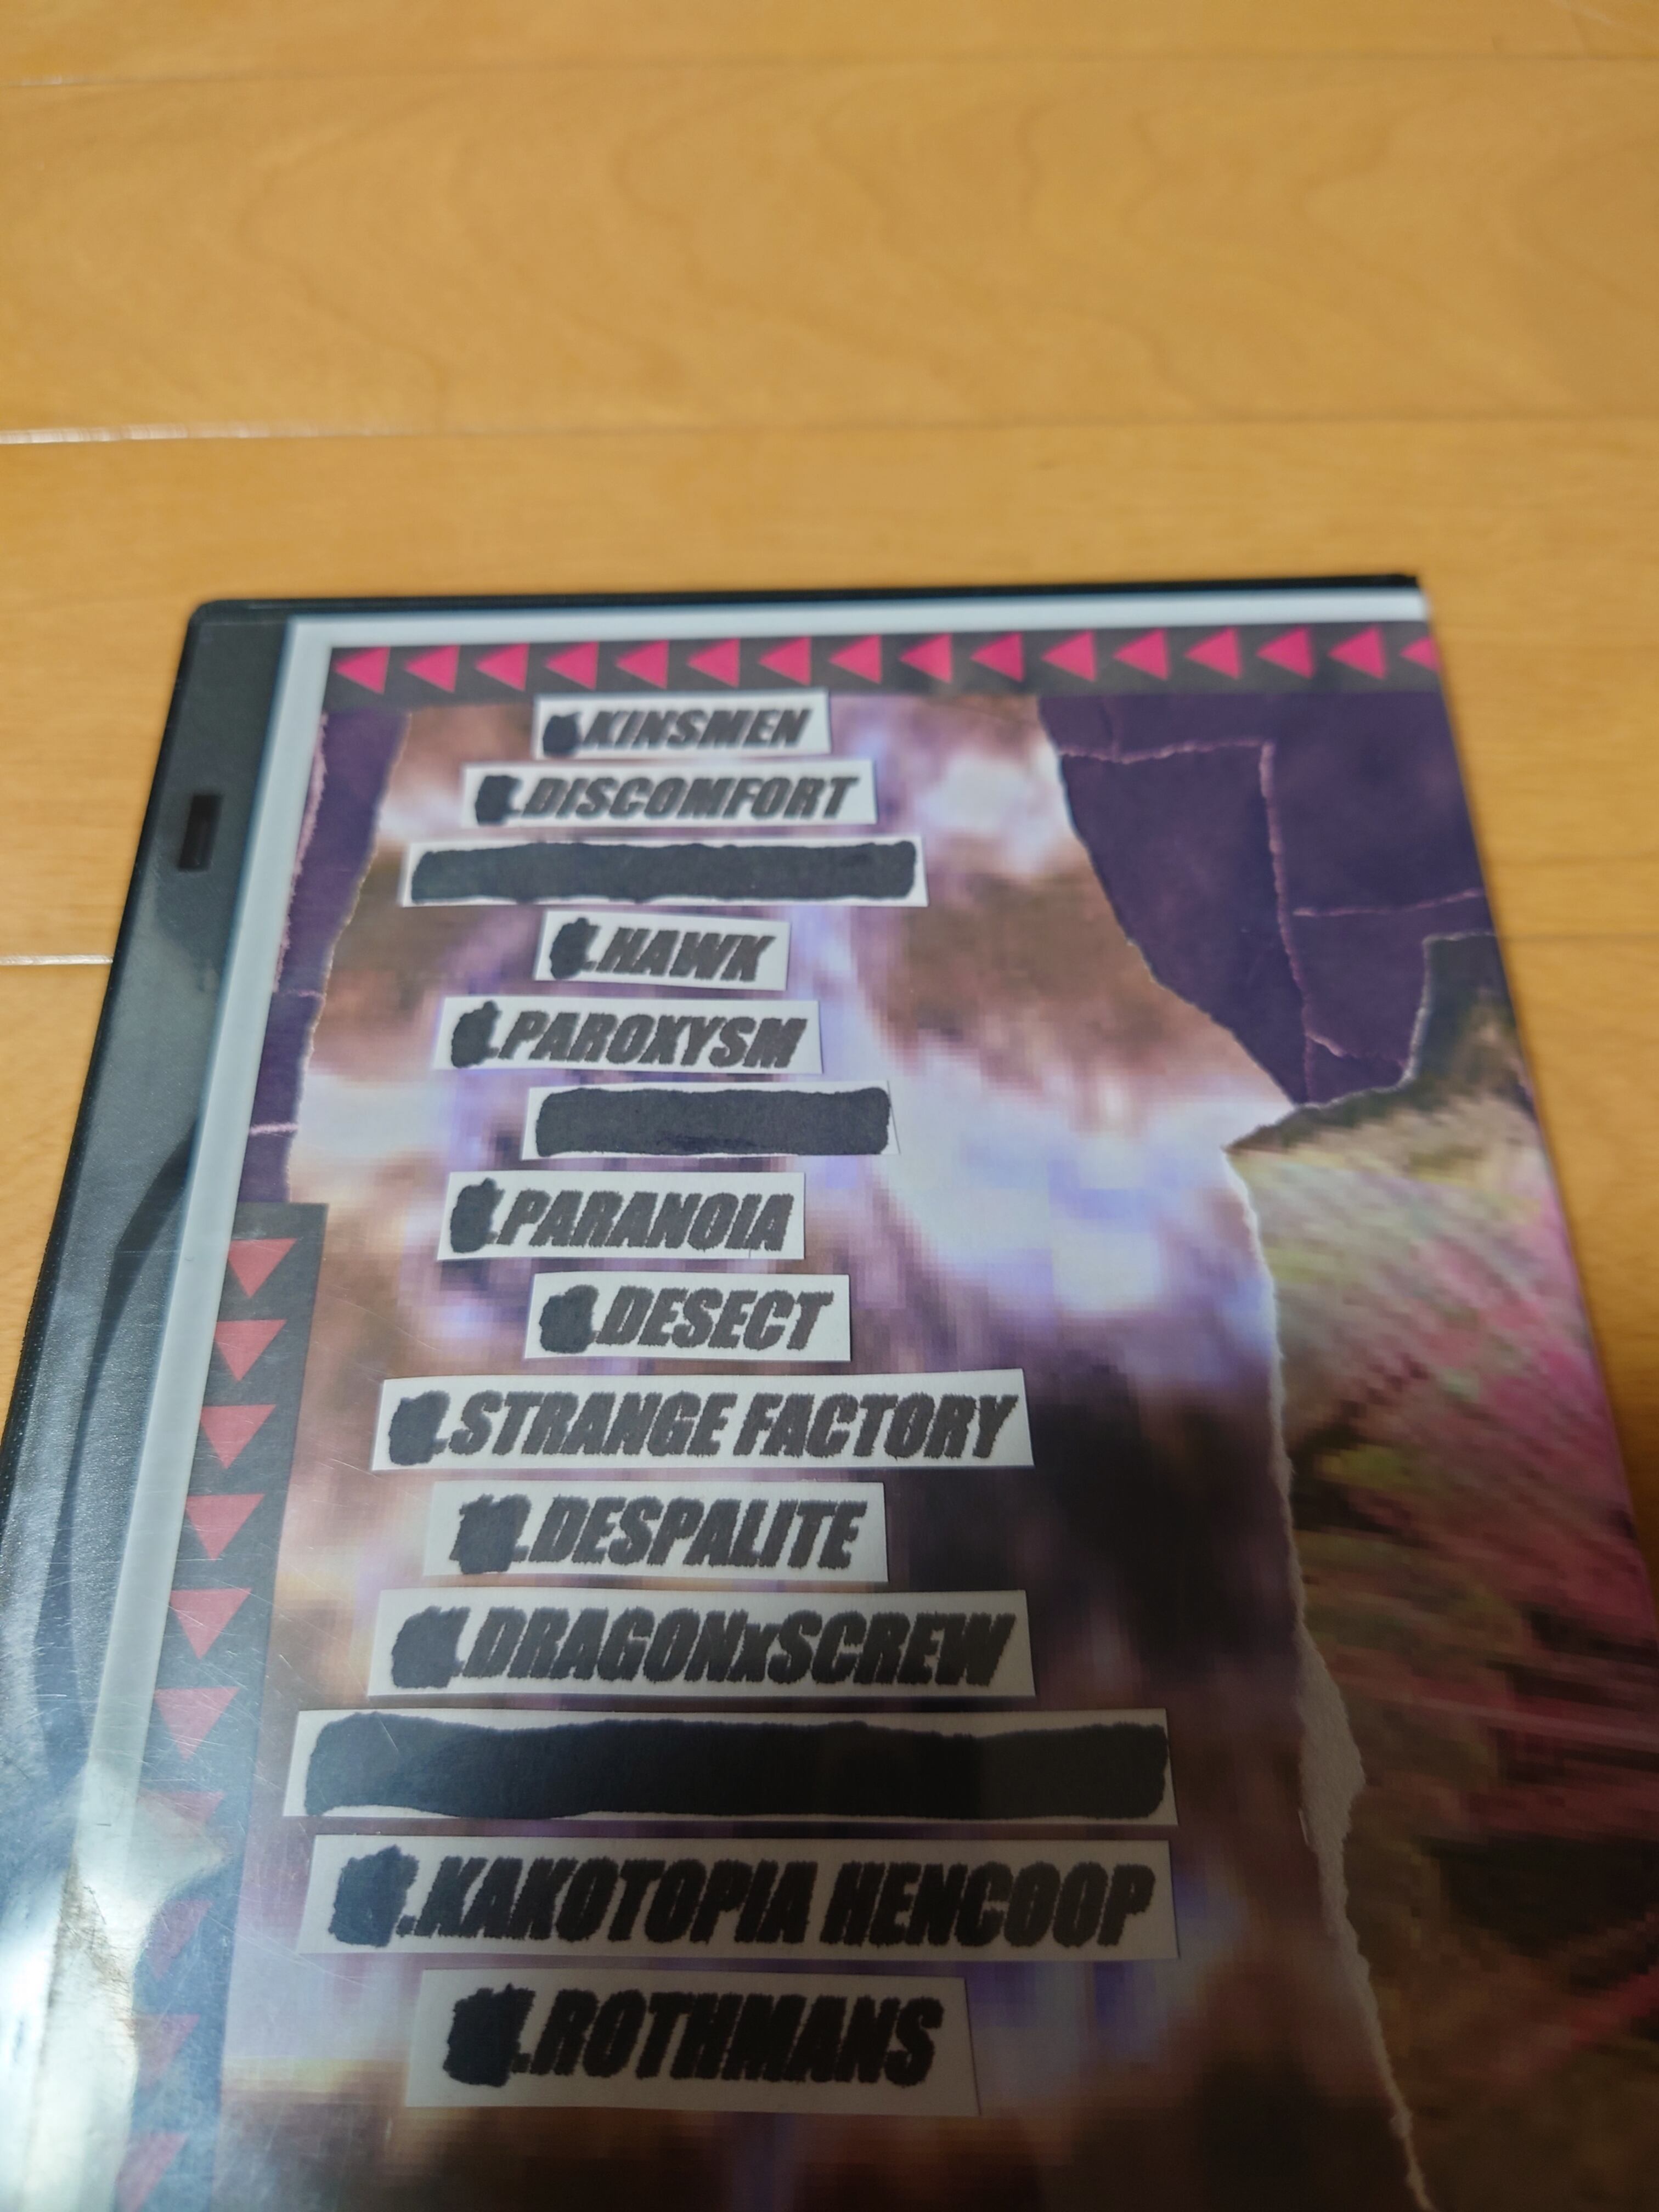 .KINSMEN
.DISCOMFORT
.HAWK
.PAROXYSM
.PARANOIA
.DESECT
.STRANGE FACTORY
.DESPALITE
.DRAGONxSCREW
.KAKOTOPIA HENCOOP
.ROTHMANS